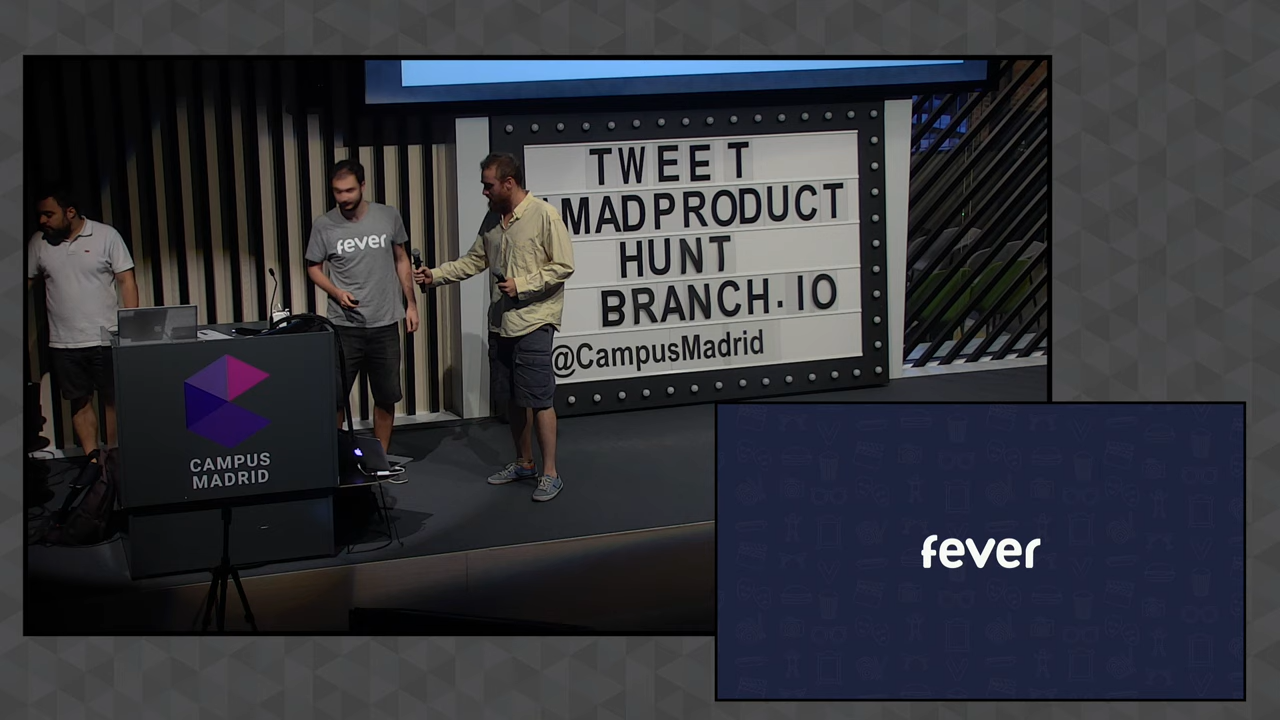 TWEET
MADPRODUCT
HUNT
BRANCH.IO
@CampusMadrid
fever
CAMPUS
MADRID
fever